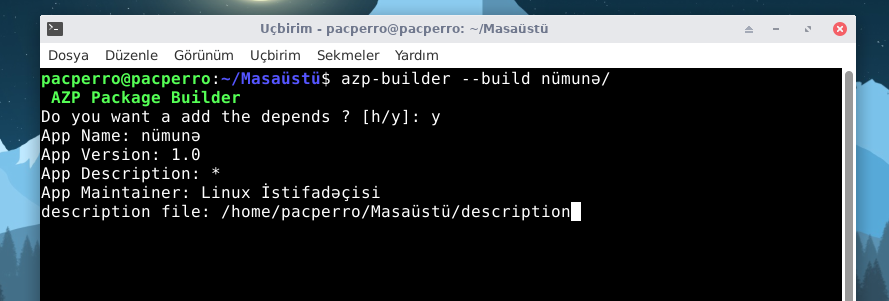 Uçbirim - pacperro@pacperro: ~/Masaüstü
Dosya Düzenle Görünüm Uçbirim Sekmeler Yardım
pacperro@pacperro:~/Masaüstü$ azp-builder --build nümunə/
AZP Package Builder
Do you want a add the depends ? [h/y]: y
App Name: nümunə
App Version: 1.0
App Description: *
App Maintainer: Linux İstifadəçisi
description file: /home/pacperro/Masaüstü/description